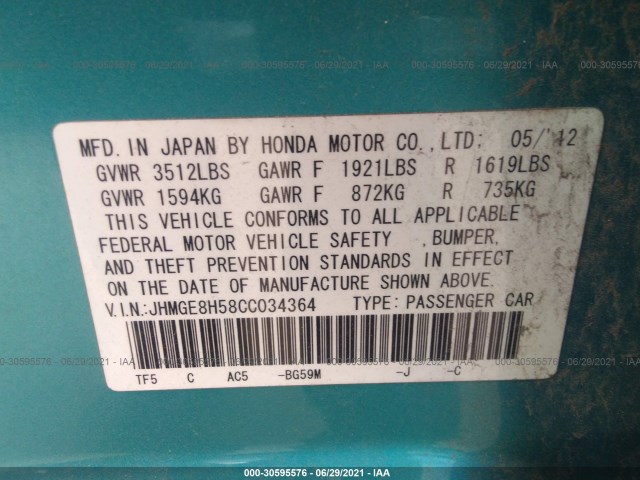 MFD. IN JAPAN BY HONDA MOTOR CO.,LTD: 05/'12
GVWR 3512LBS GAWR F 1921LBS R 1619LBS
GVWR 1594KG GAWR F 872KG R 735KG
THIS VEHICLE CONFORMS TO ALL APPLICABLE
FEDERAL MOTOR VEHICLE SAFETY ,BUMPER,
AND THEFT PREVENTION STANDARDS IN EFFECT
ON THE DATE OF MANUFACTURE SHOWN ABOVE.
V.I.N.:JHMGE8H58CC034364 TYPE: PASSENGER CAR
TF5 C AC5 -BG59M -J -C
000-30595576 - 06/29/2021 - IAA